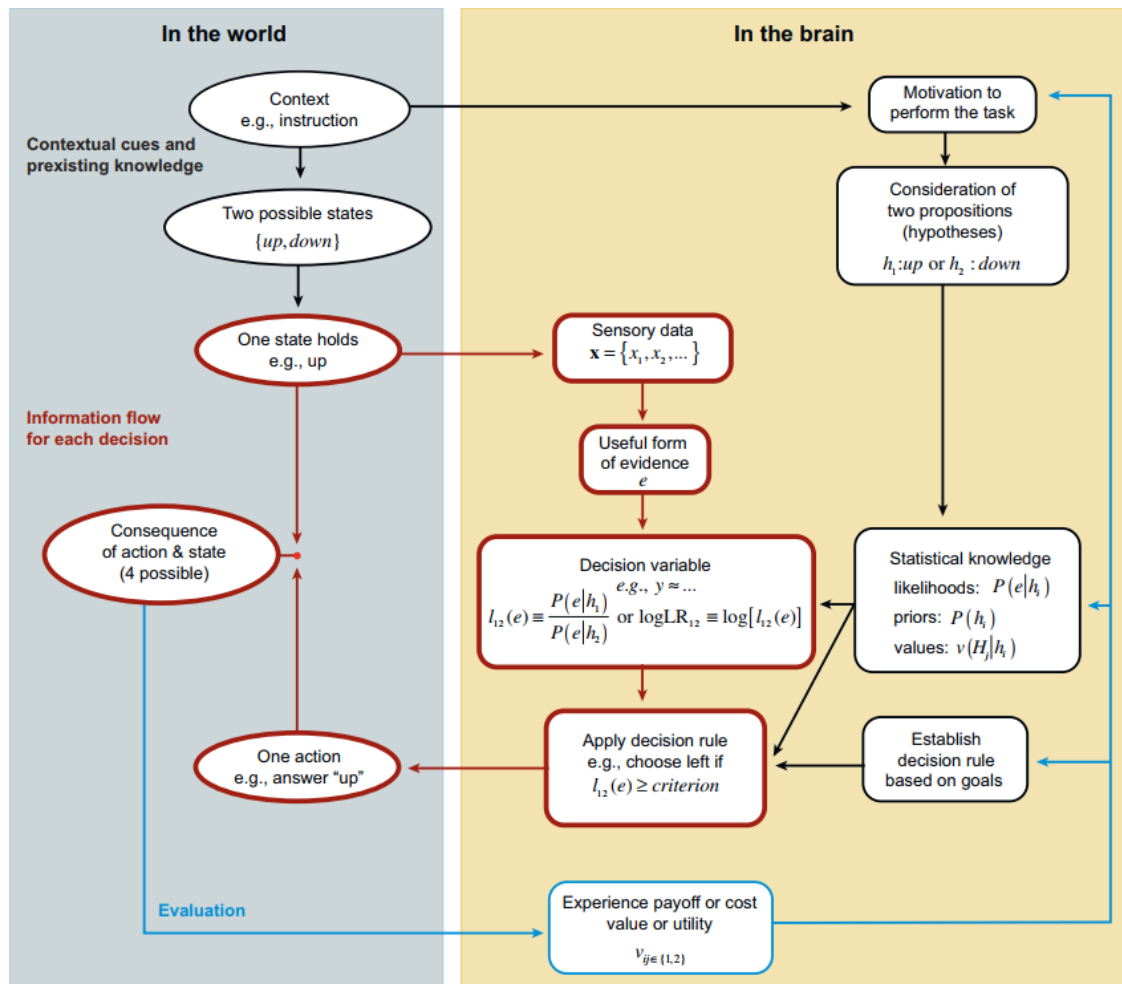 In the world
In the brain
Context
e.g., instruction
Motivation to
perform the task
Contextual cues and
prexisting knowledge
Two possible states
{up,down}
Consideration of
two propositions
(hypotheses)
h₁:up or h₂ : down
One state holds
e.g., up
Sensory data
x = {x₁, x₂,... }
Information flow
for each decision
Useful form
of evidence
e
Consequence
of action & state
(4 possible)
Decision variable
e.g., y ≈ ...
l₁₂(e) ≡ P(e|h₁) / P(e|h₂) or logLR₁₂ ≡ log[l₁₂(e)]
Statistical knowledge
likelihoods: P(e|hᵢ)
priors: P(hᵢ)
values: v(Hⱼ|hᵢ)
One action
e.g., answer “up”
Apply decision rule
e.g., choose left if
l₁₂(e) ≥ criterion
Establish
decision rule
based on goals
Evaluation
Experience payoff or cost
value or utility
v_{ij∈{1,2}}